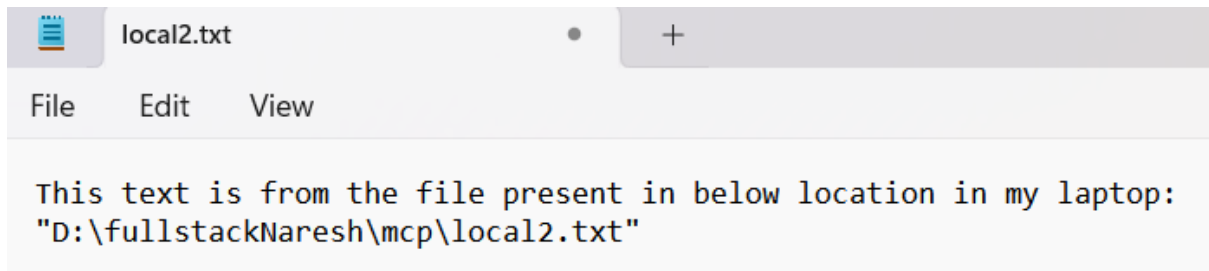 local2.txt
File Edit View
This text is from the file present in below location in my laptop:
"D:\fullstackNaresh\mcp\local2.txt"